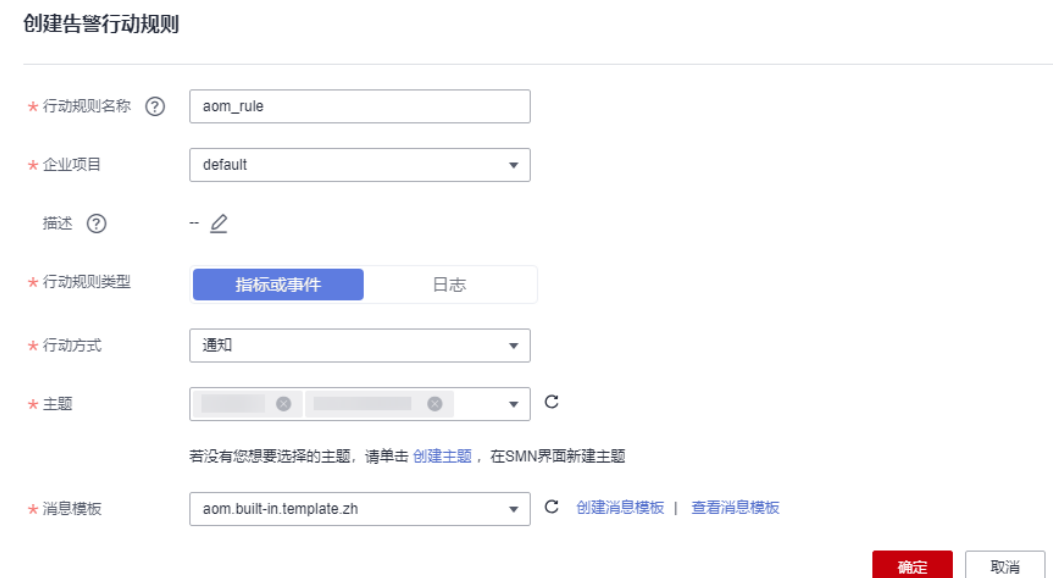 创建告警行动规则
* 行动规则名称 ? aom_rule
* 企业项目 default
描述 ? --
* 行动规则类型 指标或事件 日志
* 行动方式 通知
* 主题
若没有您想要选择的主题，请单击 创建主题 ，在SMN界面新建主题
* 消息模板 aom.built-in.template.zh 创建消息模板 | 查看消息模板
确定 取消